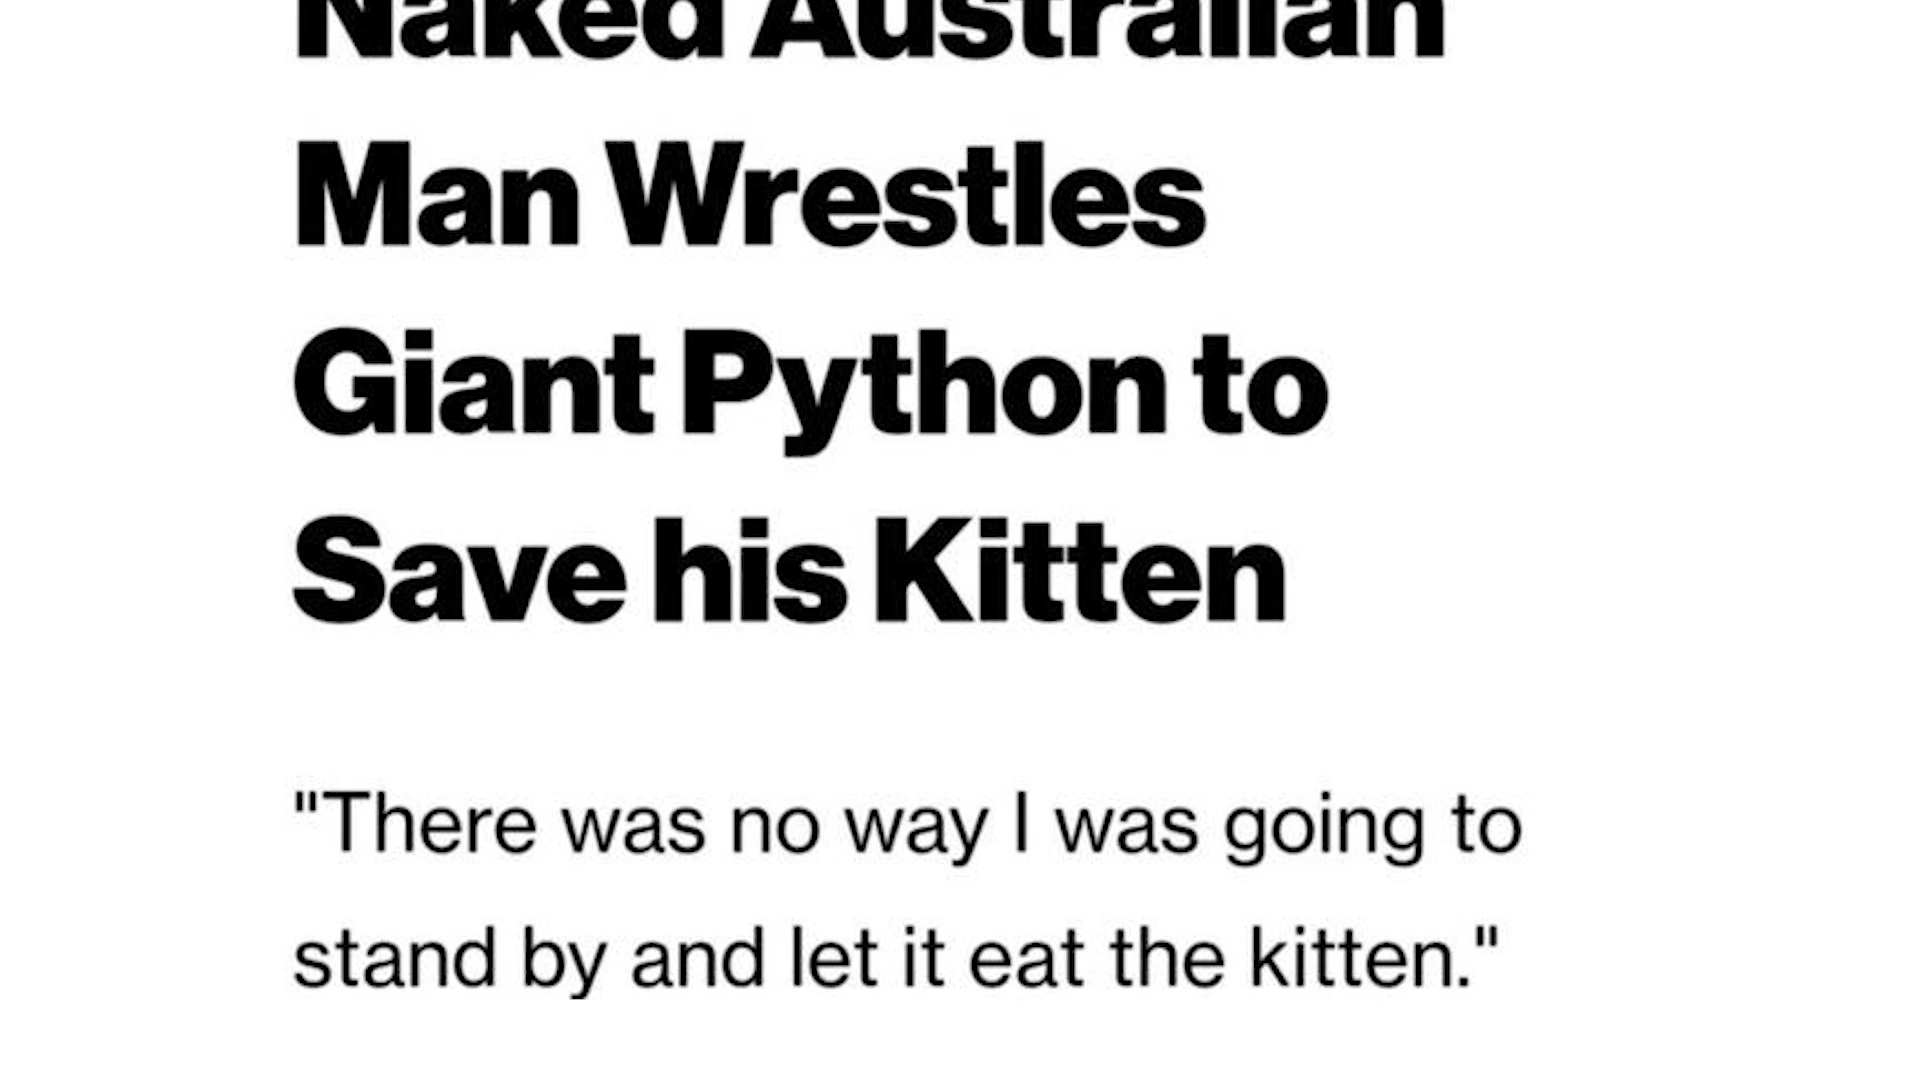 Naked Australian
Man Wrestles
Giant Python to
Save his Kitten
"There was no way I was going to
stand by and let it eat the kitten."